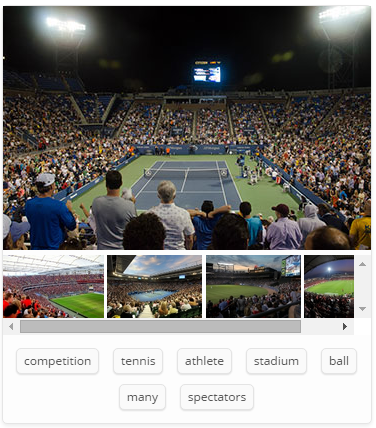 competition tennis athlete stadium ball
many spectators